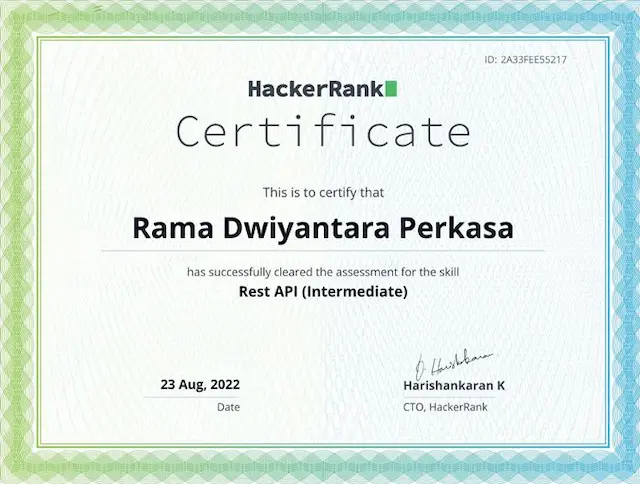 ID: 2A33FEE55217
HackerRank
Certificate
This is to certify that
Rama Dwiyantara Perkasa
has successfully cleared the assessment for the skill
Rest API (Intermediate)
Harishankaran
23 Aug, 2022
Harishankaran K
Date
CTO, HackerRank